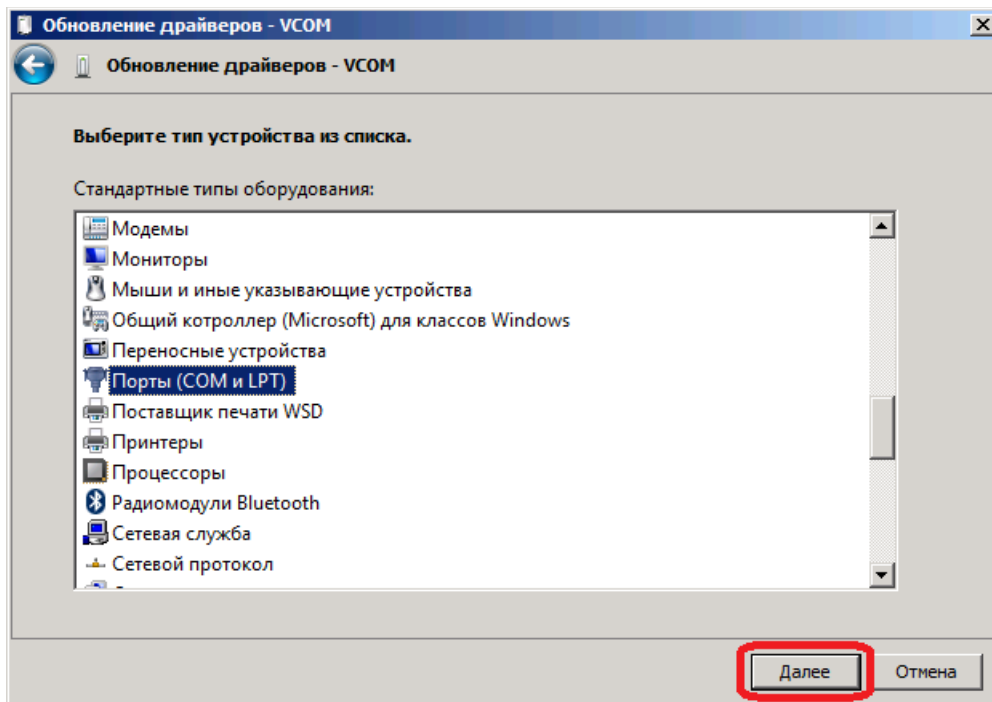 Обновление драйверов - VCOM
Обновление драйверов - VCOM
Выберите тип устройства из списка.
Стандартные типы оборудования:
Модемы
Мониторы
Мыши и иные указывающие устройства
Общий котроллер (Microsoft) для классов Windows
Переносные устройства
Порты (COM и LPT)
Поставщик печати WSD
Принтеры
Процессоры
Радиомодули Bluetooth
Сетевая служба
Сетевой протокол
Далее
Отмена